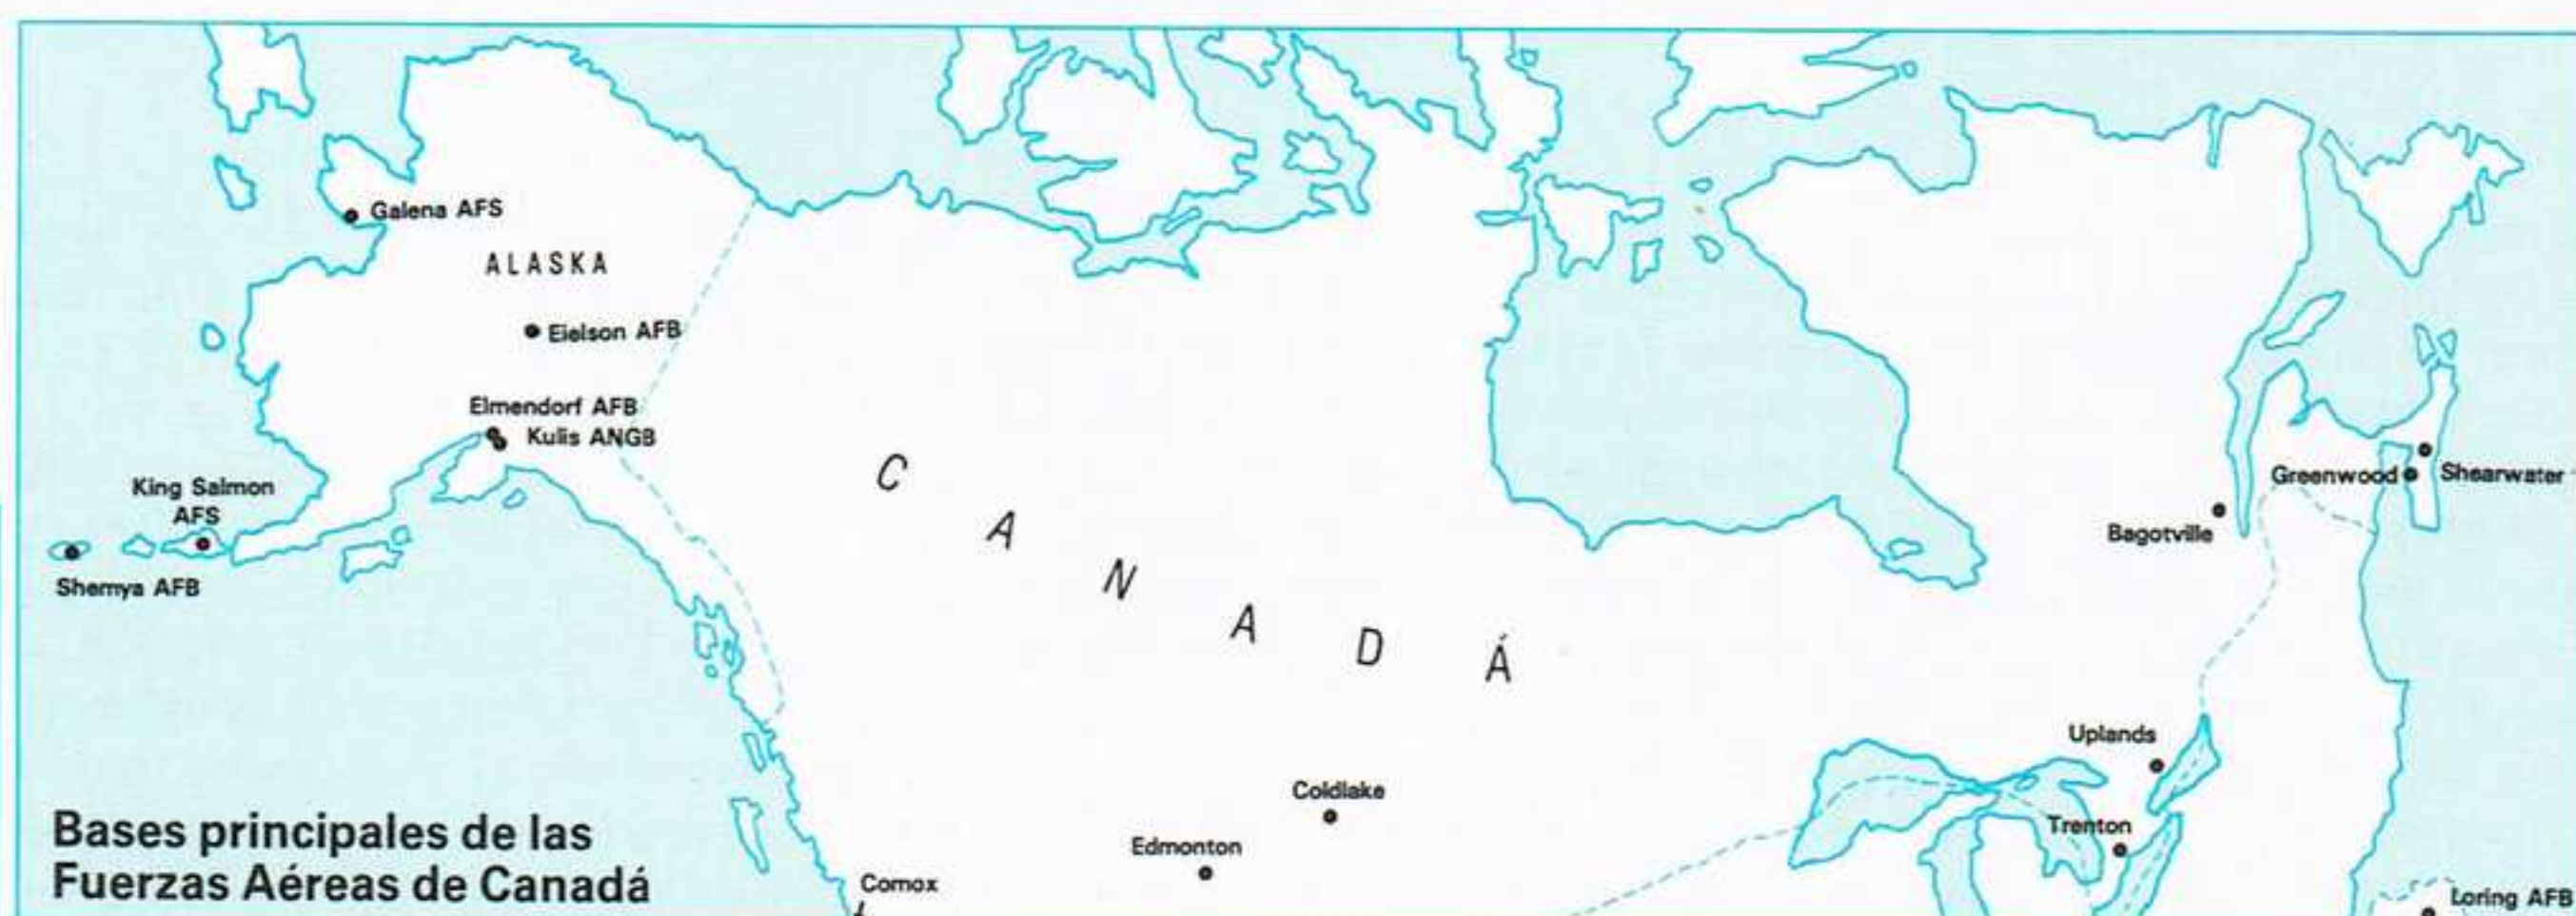 Galena AFS
ALASKA
Eielson AFB
Elmendorf AFB
Kulis ANGB
King Salmon
AFS
Shemya AFB
CANADÁ
Greenwood
Shearwater
Bagotville
Uplands
Coldlake
Trenton
Edmonton
Comox
Loring AFB
Bases principales de las
Fuerzas Aéreas de Canadá